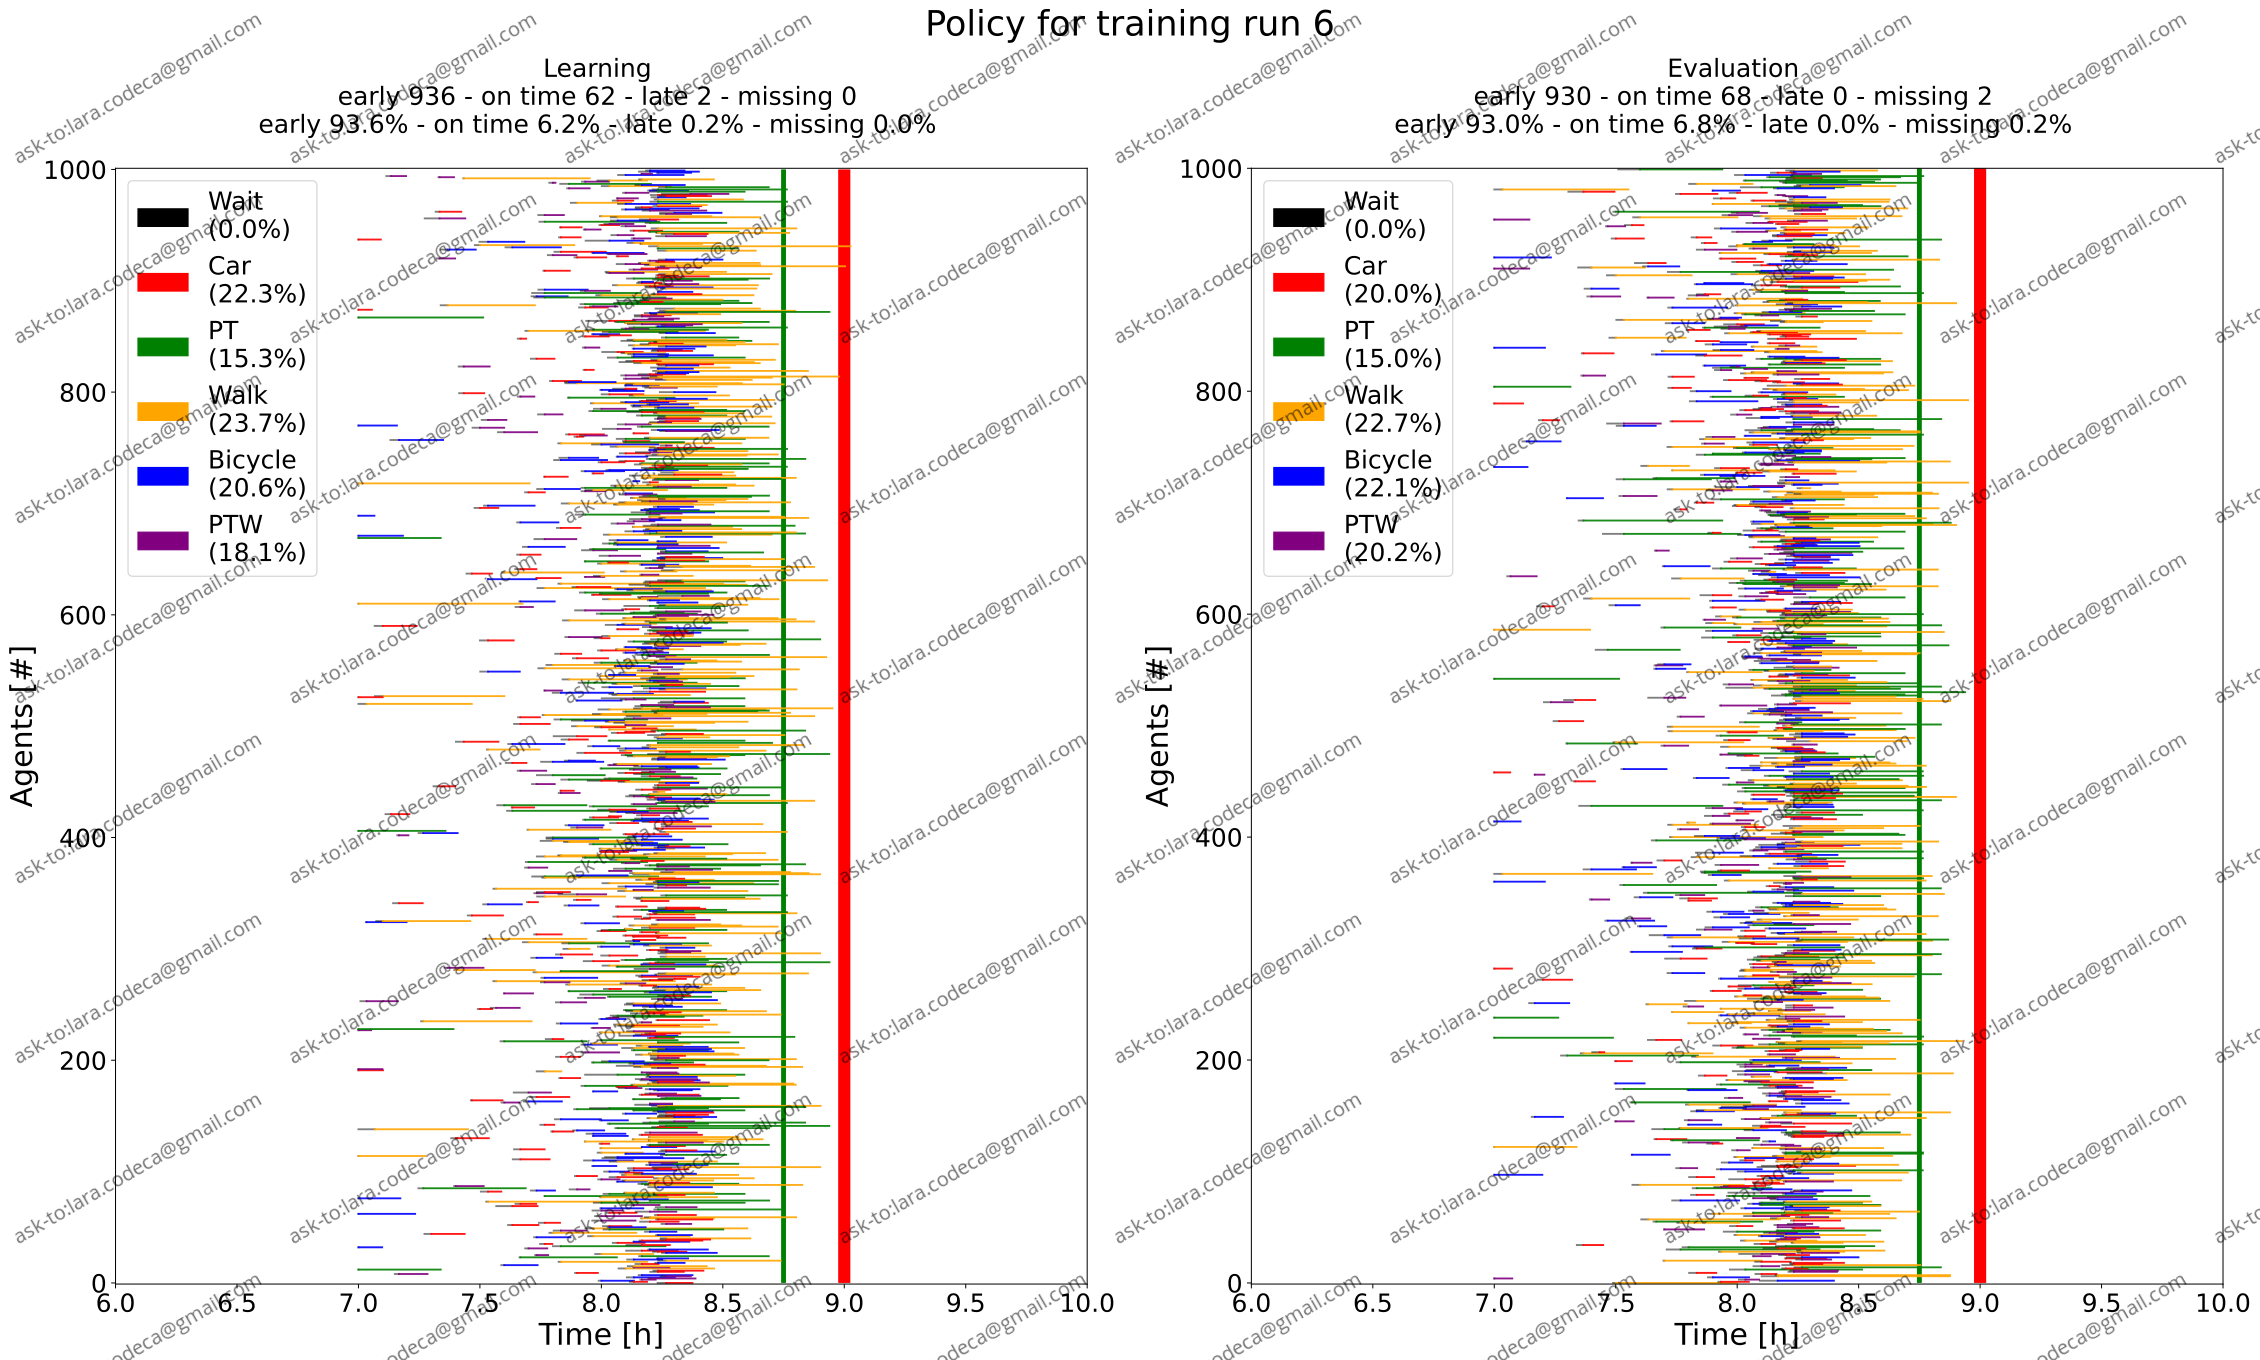 Policy for training run 6
Learning
early 936 - on time 62 - late 2 - missing 0
early 93.6% - on time 6.2% - late 0.2% - missing 0.0%
1000
800
600
400
200
0
Agents [#]
Wait
(0.0%)
Car
(22.3%)
PT
(15.3%)
Walk
(23.7%)
Bicycle
(20.6%)
PTW
(18.1%)
6.0 6.5 7.0 7.5 8.0 8.5 9.0 9.5 10.0
Time [h]
Evaluation
early 930 - on time 68 - late 0 - missing 2
early 93.0% - on time 6.8% - late 0.0% - missing 0.2%
1000
800
600
400
200
0
Agents [#]
Wait
(0.0%)
Car
(20.0%)
PT
(15.0%)
Walk
(22.7%)
Bicycle
(22.1%)
PTW
(20.2%)
6.0 6.5 7.0 7.5 8.0 8.5 9.0 9.5 10.0
Time [h]
ask-to:lara.codeca@gmail.com